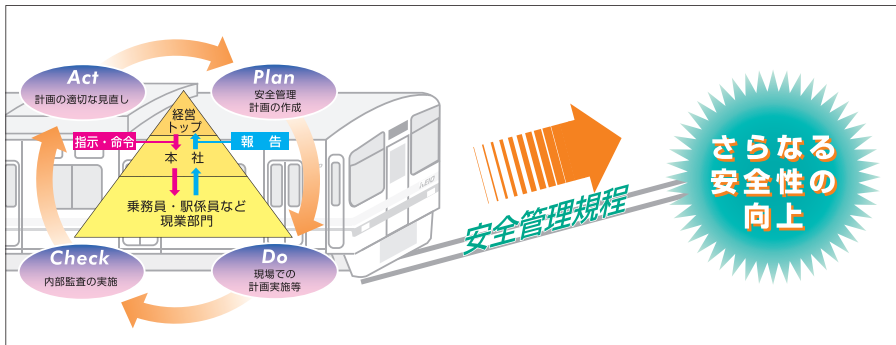 Act
計画の適切な見直し
Plan
安全管理
計画の作成
経営
トップ
指示・命令
報告
本社
乗務員・駅係員など
現業部門
Check
内部監査の実施
Do
現場での
計画実施等
安全管理規程
さらなる
安全性の
向上